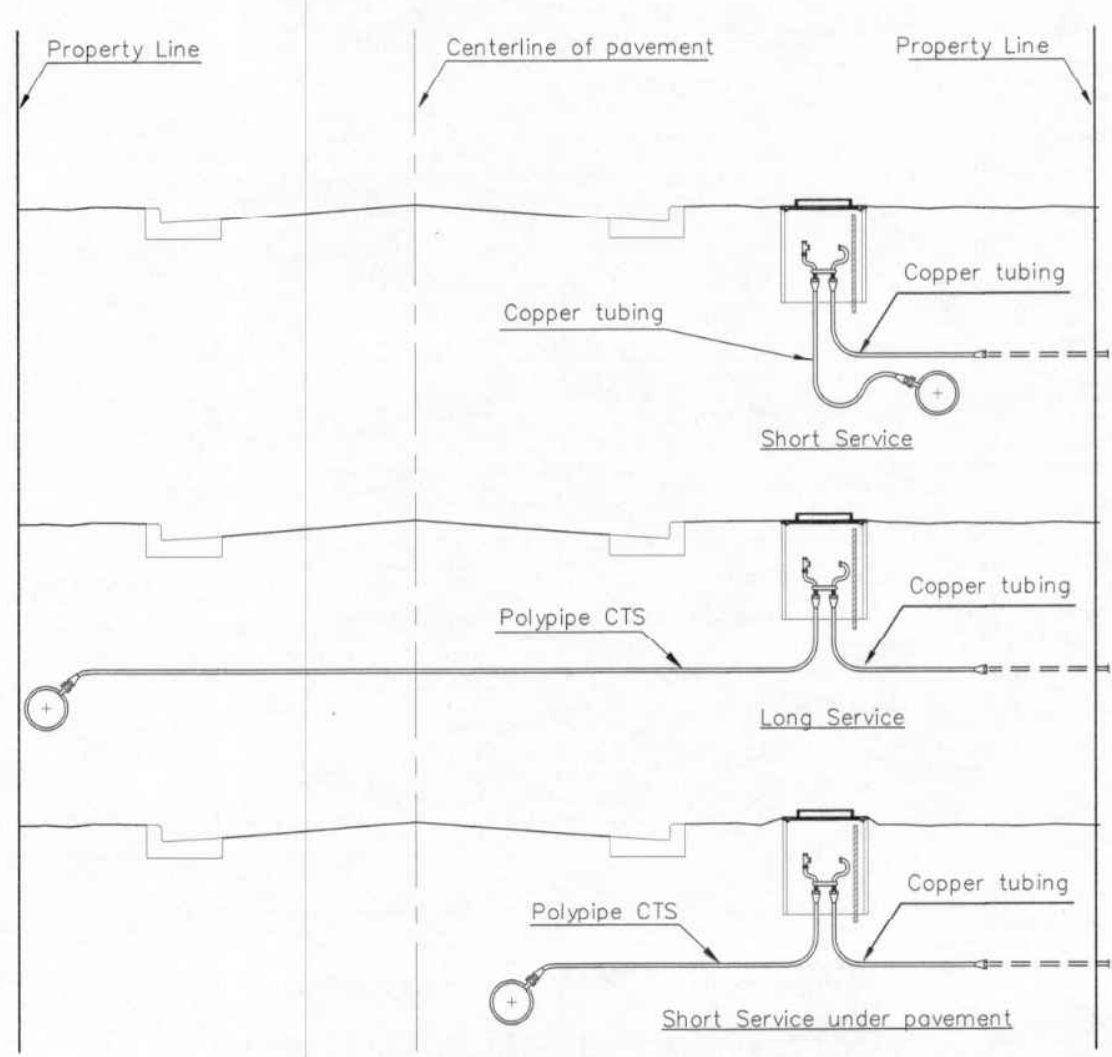 Property Line
Centerline of pavement
Property Line
Copper tubing
Copper tubing
Short Service
Copper tubing
Polypipe CTS
Long Service
Copper tubing
Polypipe CTS
Short Service under pavement